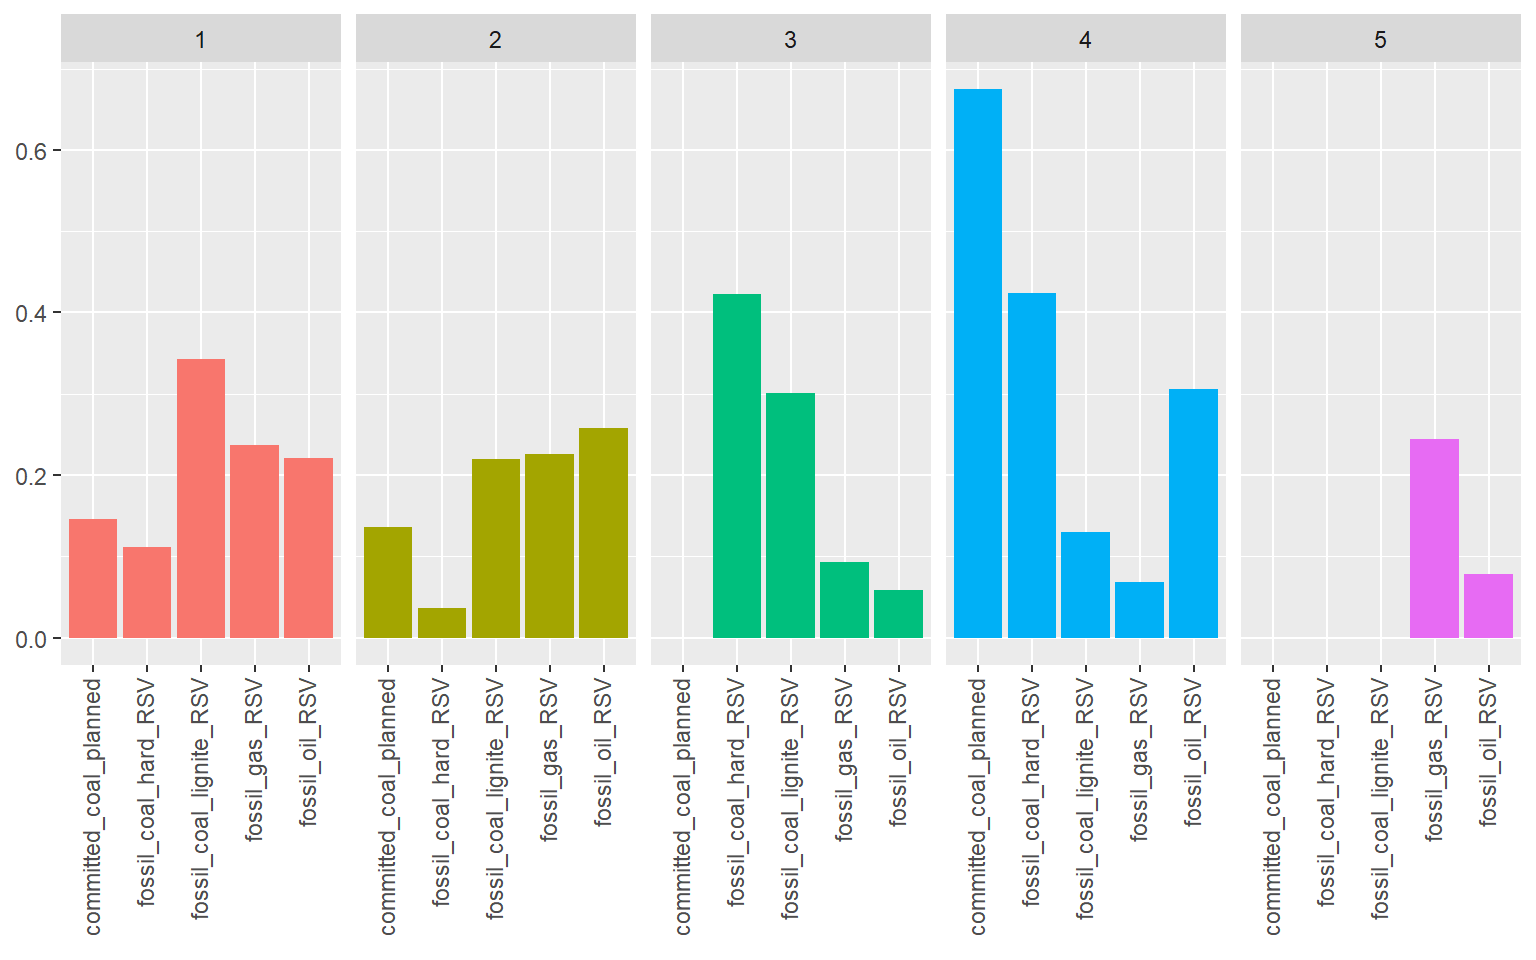 1
2
3
4
5
0.6
0.4
0.2
0.0
committed_coal_planned
fossil_coal_hard_RSV
fossil_coal_lignite_RSV
fossil_gas_RSV
fossil_oil_RSV
committed_coal_planned
fossil_coal_hard_RSV
fossil_coal_lignite_RSV
fossil_gas_RSV
fossil_oil_RSV
committed_coal_planned
fossil_coal_hard_RSV
fossil_coal_lignite_RSV
fossil_gas_RSV
fossil_oil_RSV
committed_coal_planned
fossil_coal_hard_RSV
fossil_coal_lignite_RSV
fossil_gas_RSV
fossil_oil_RSV
committed_coal_planned
fossil_coal_hard_RSV
fossil_coal_lignite_RSV
fossil_gas_RSV
fossil_oil_RSV